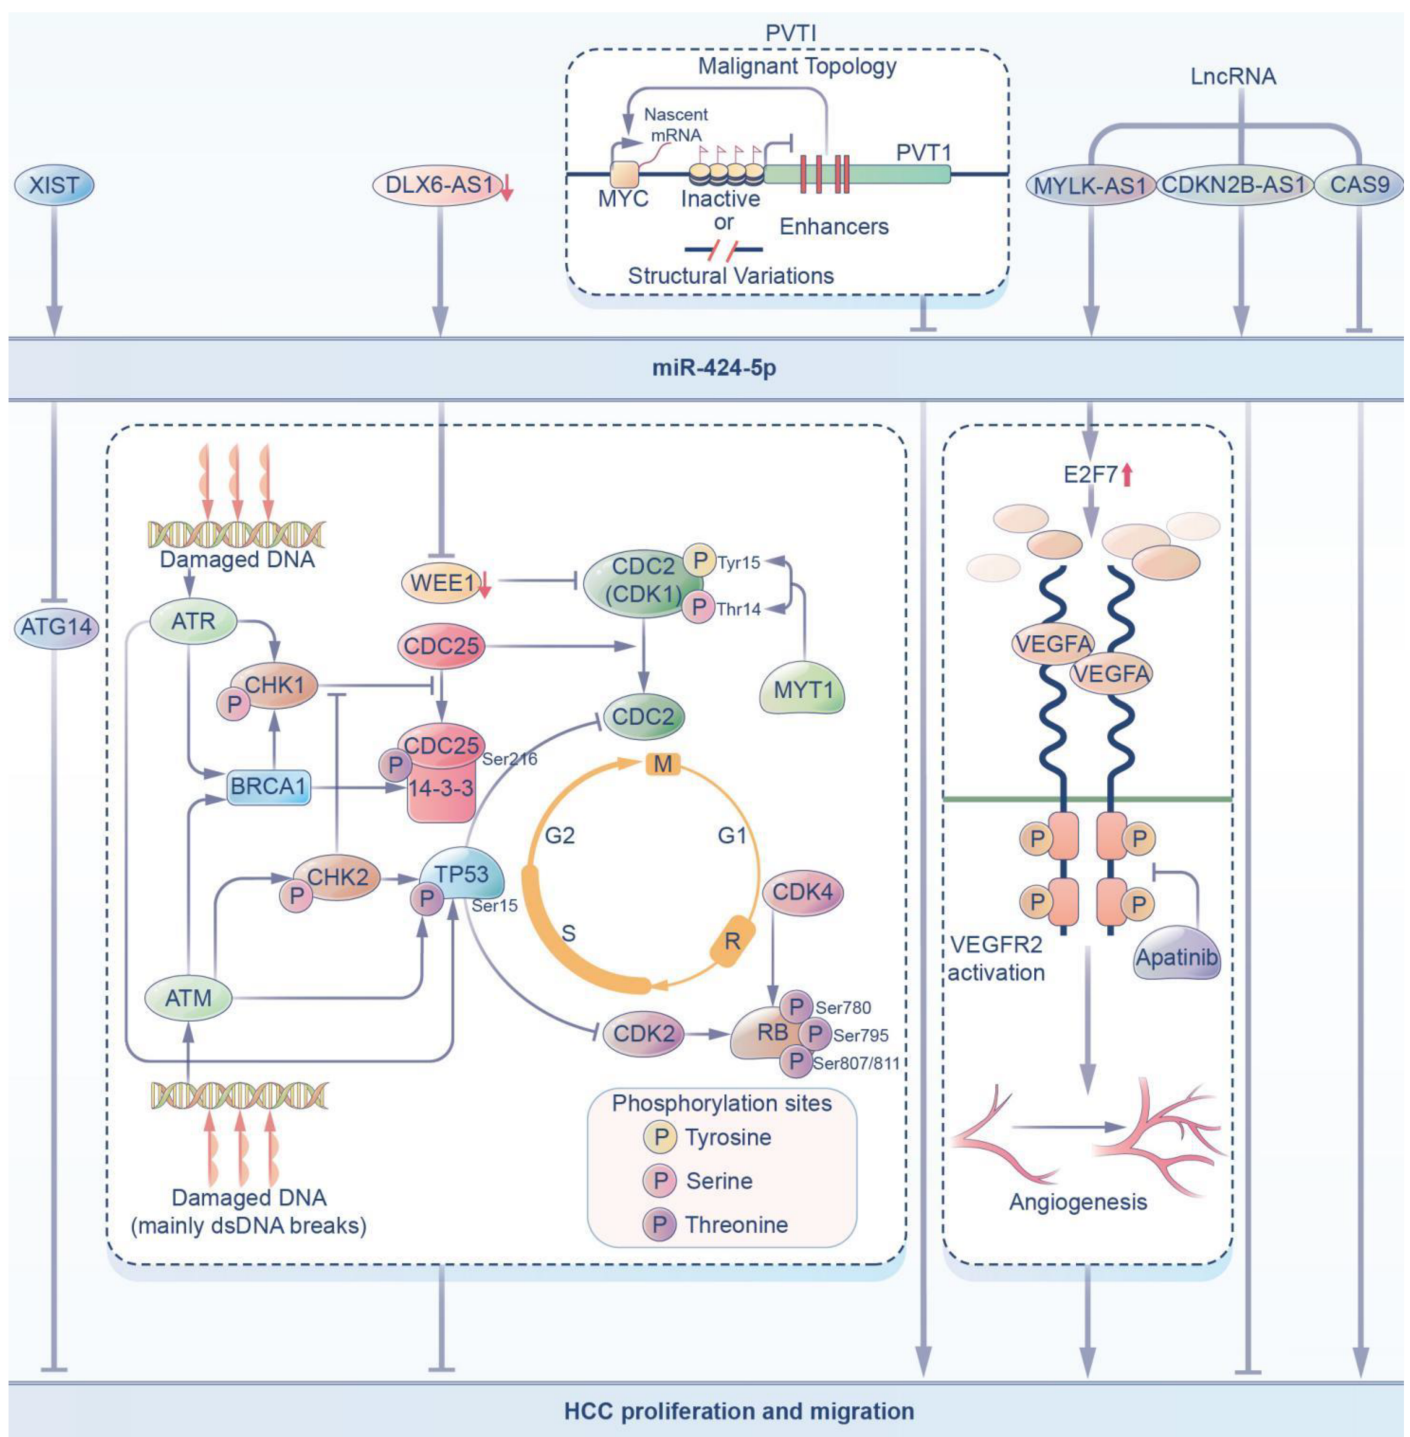 PVTI
Malignant Topology
Nascent
mRNA
PVT1
MYC
Inactive
or
Enhancers
Structural Variations
LncRNA
XIST
DLX6-AS1
MYLK-AS1
CDKN2B-AS1
CAS9
miR-424-5p
Damaged DNA
ATR
CHK1
P
BRCA1
CHK2
P
ATM
Damaged DNA
(mainly dsDNA breaks)
ATG14
WEE1
CDC25
CDC25
P
Ser216
14-3-3
TP53
P
Ser15
CDC2
(CDK1)
P
Tyr15
P
Thr14
MYT1
CDC2
M
G2
G1
S
R
CDK4
CDK2
RB
P
Ser780
P
Ser795
P
Ser807/811
Phosphorylation sites
P Tyrosine
P Serine
P Threonine
E2F7
VEGFA
VEGFA
P
P
P
P
VEGFR2
activation
Apatinib
Angiogenesis
HCC proliferation and migration